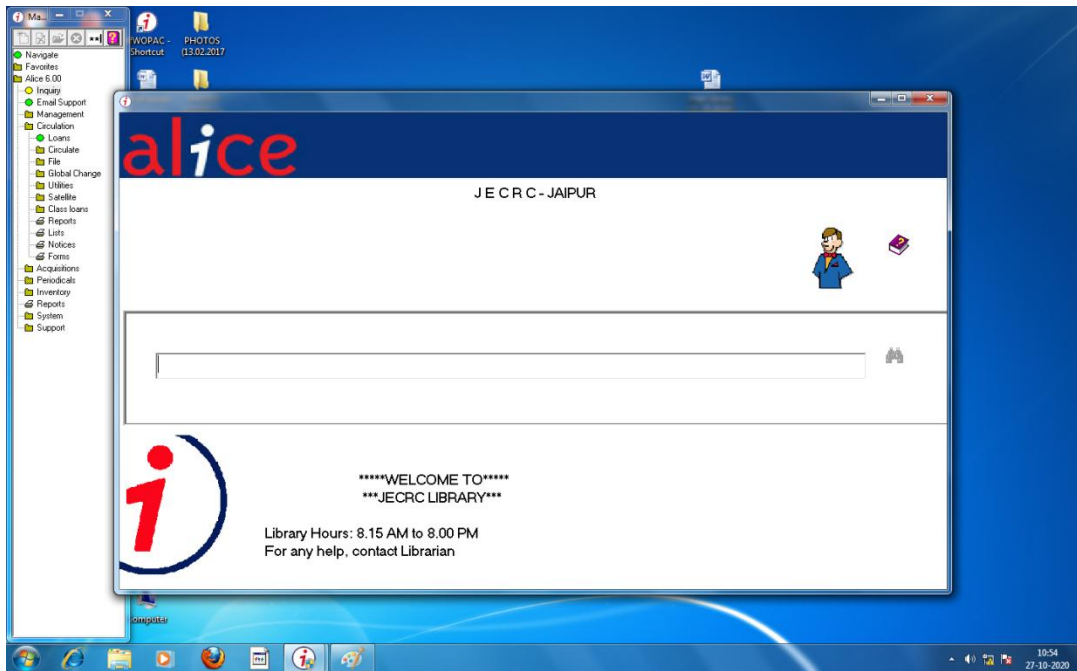 Ma...
WOPAC -
Shortcut
PHOTOS
(13.02.2017
Navigate
Favorites
Alice 6.00
Inquiry
Email Support
Management
Circulation
Loans
Circulate
File
Global Change
Utilities
Satellite
Class loans
Reports
Lists
Notices
Forms
Acquisitions
Periodicals
Inventory
Reports
System
Support
alice
J E C R C - JAIPUR
*****WELCOME TO*****
***JECRC LIBRARY***
Library Hours: 8.15 AM to 8.00 PM
For any help, contact Librarian
omputer
10:54
27-10-2020